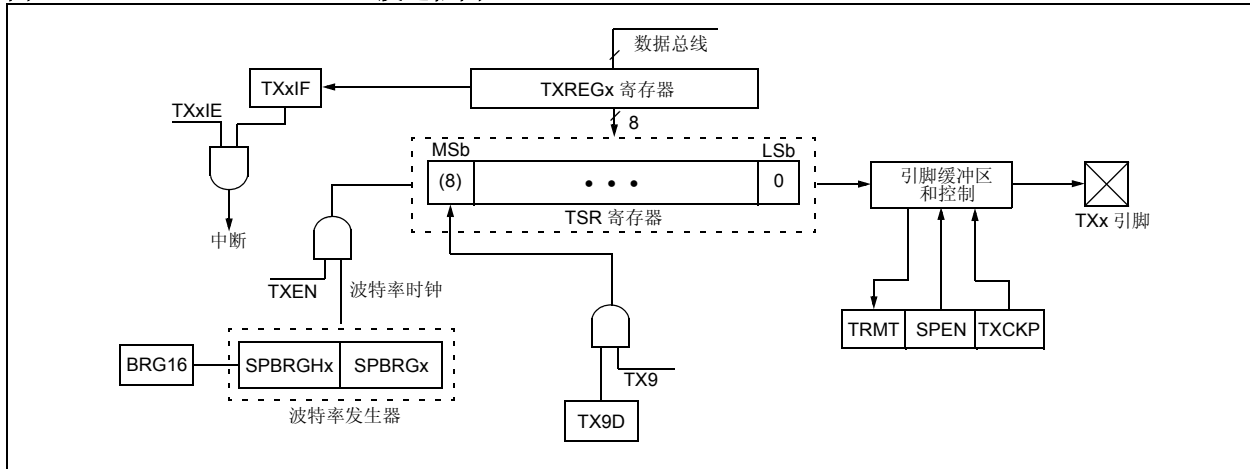 数据总线
TXREGx 寄存器
TXxIF
TXxIE
8
MSb
LSb
(8)
• • •
0
TSR 寄存器
引脚缓冲区
和控制
TXx 引脚
中断
TXEN
波特率时钟
TRMT
SPEN
TXCKP
BRG16
SPBRGHx
SPBRGx
TX9
波特率发生器
TX9D